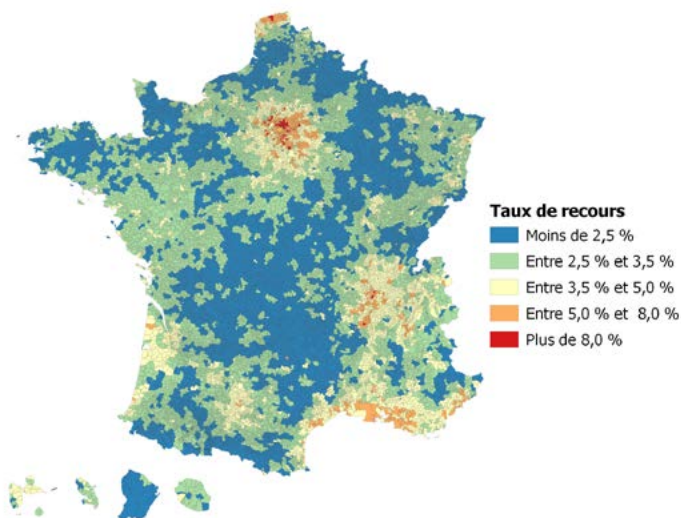 Taux de recours
Moins de 2,5 %
Entre 2,5 % et 3,5 %
Entre 3,5 % et 5,0 %
Entre 5,0 % et 8,0 %
Plus de 8,0 %